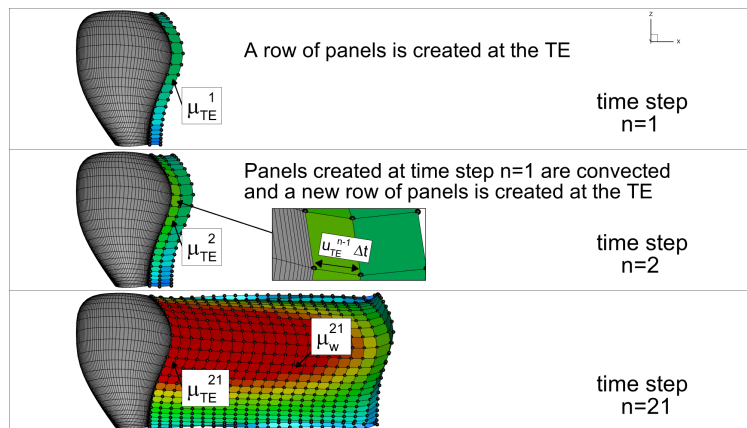 A row of panels is created at the TE
z
x
μTE1
time step
n=1
Panels created at time step n=1 are convected
and a new row of panels is created at the TE
uTEn-1 Δt
μTE2
time step
n=2
μw21
μTE21
time step
n=21